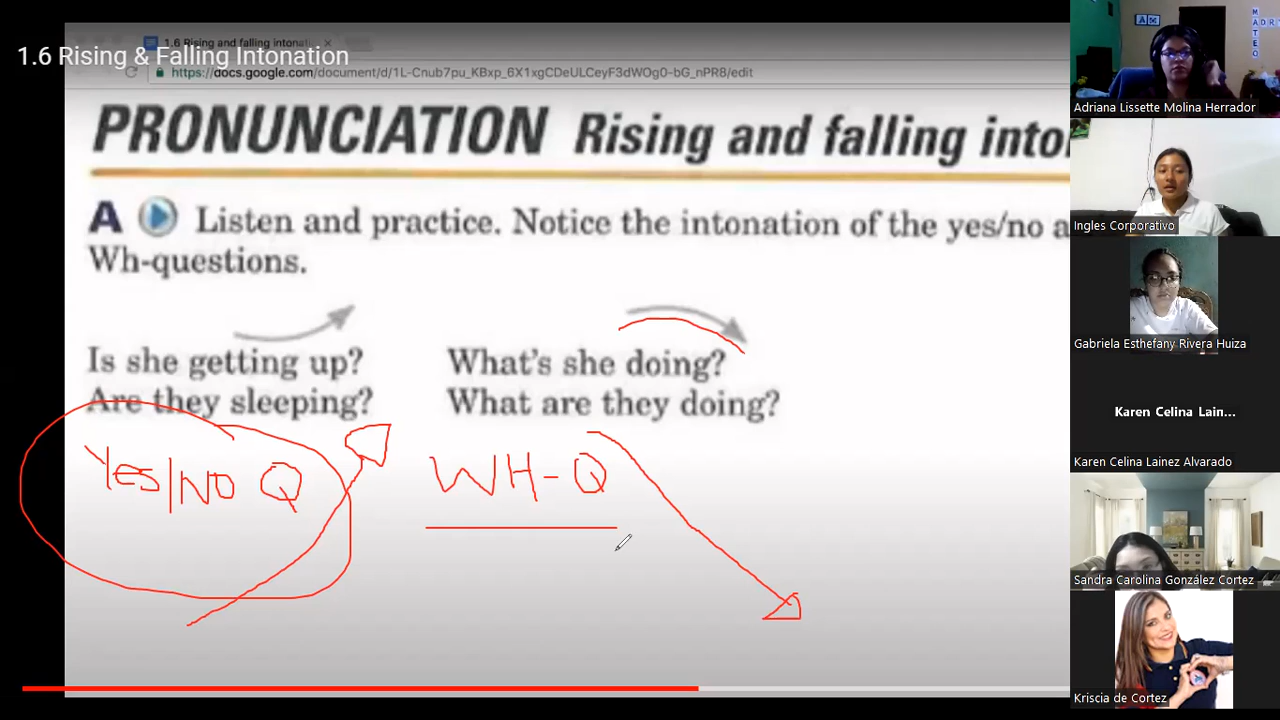 1.6 Rising and falling intonati
1.6 Rising & Falling Intonation
https://docs.google.com/document/d/1L-Cnub7pu_KBxp_6X1xgCDeULCeyF3dWOg0-bG_nPR8/edit
PRONUNCIATION Rising and falling into
A Listen and practice. Notice the intonation of the yes/no a
Wh-questions.
Is she getting up? What's she doing?
Are they sleeping? What are they doing?
YES/NO Q WH-Q
AM
MATEO
ADR
Adriana Lissette Molina Herrador
Ingles Corporativo
Gabriela Esthefany Rivera Huiza
Karen Celina Lain...
Karen Celina Lainez Alvarado
Sandra Carolina González Cortez
Kriscia de Cortez